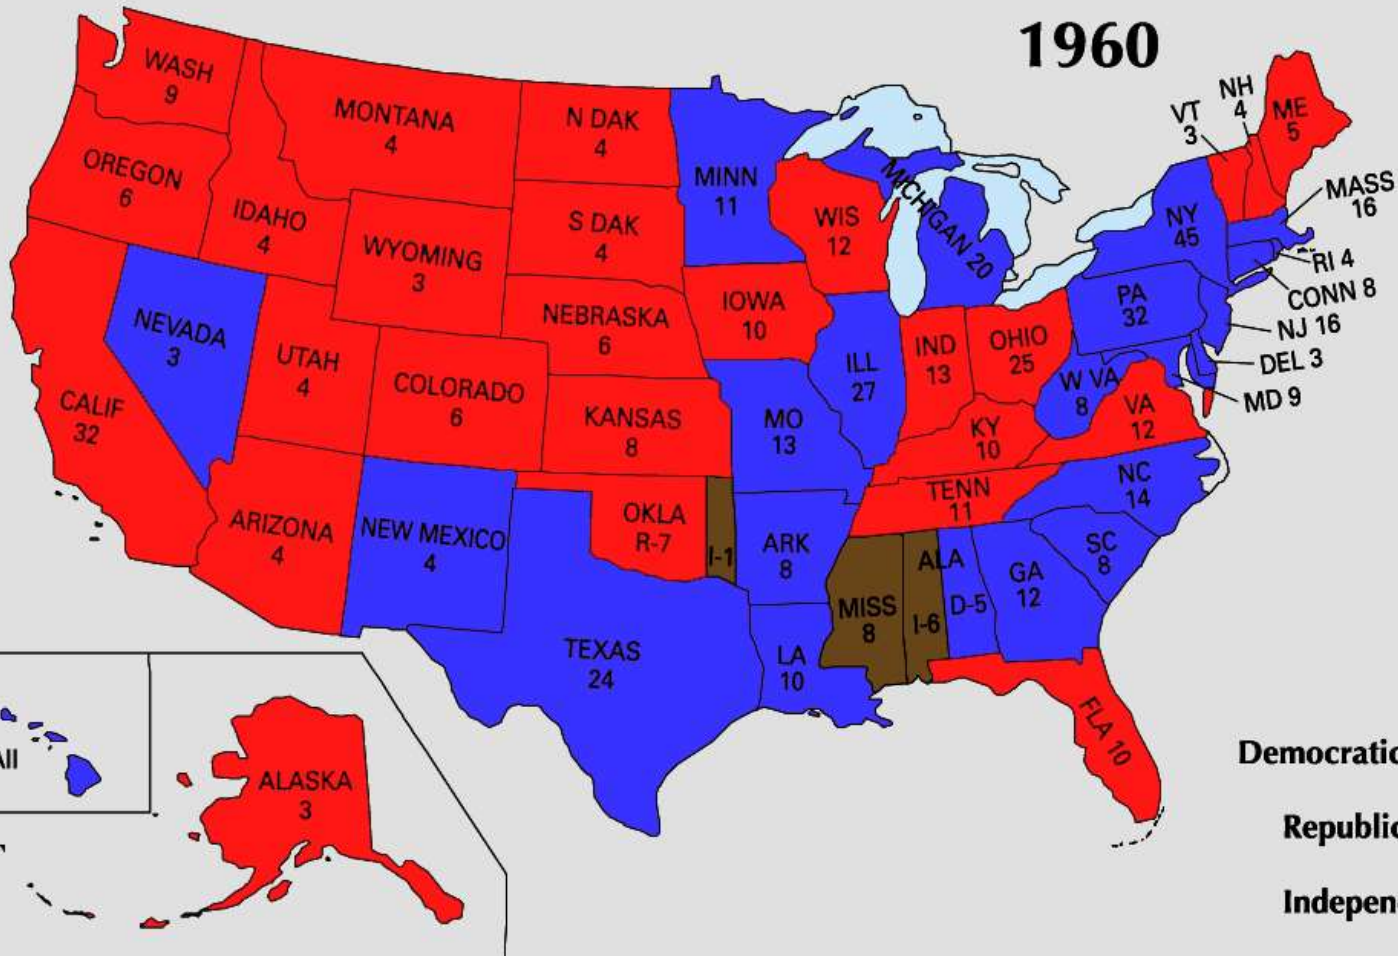 1960
WASH
9
OREGON
6
CALIF
32
NEVADA
3
IDAHO
4
MONTANA
4
WYOMING
3
UTAH
4
ARIZONA
4
COLORADO
6
NEW MEXICO
4
N DAK
4
S DAK
4
NEBRASKA
6
KANSAS
8
OKLA
R-7
I-1
TEXAS
24
MINN
11
IOWA
10
MO
13
ARK
8
LA
10
WIS
12
ILL
27
MICHIGAN 20
IND
13
OHIO
25
KY
10
TENN
11
MISS
8
ALA
I-6
D-5
GA
12
FLA 10
SC
8
NC
14
VA
12
W VA
8
PA
32
NY
45
VT
3
NH
4
ME
5
MASS
16
RI 4
CONN 8
NJ 16
DEL 3
MD 9
ALASKA
3
Democratic